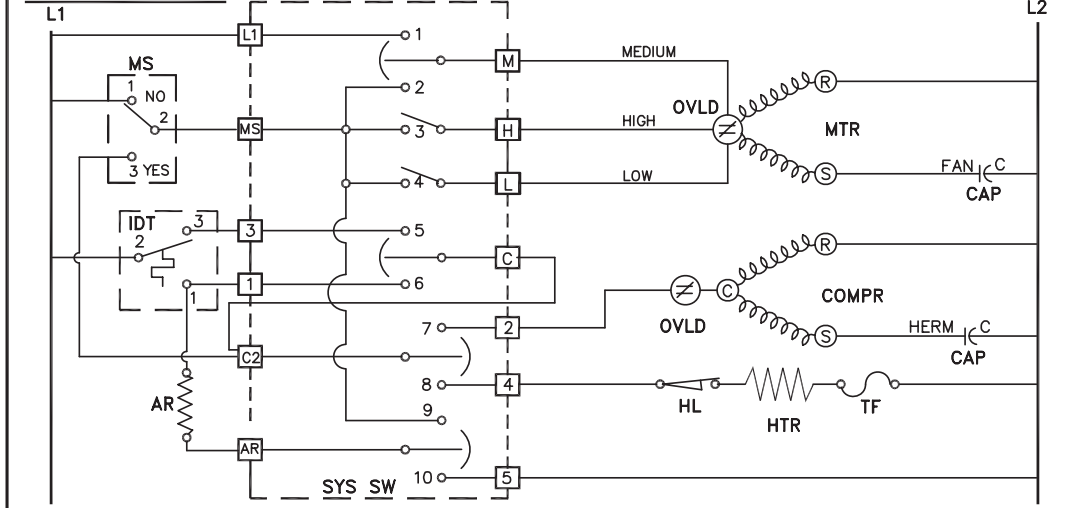 L1
L2
L1
1
M
MEDIUM
MS
1
NO
2
2
R
OVLD
MS
3
H
HIGH
MTR
3 YES
4
L
LOW
S
FAN
C
CAP
IDT
3
3
5
2
C
R
1
1
6
C
COMPR
7
2
OVLD
S
HERM
C
C2
CAP
8
4
AR
HL
HTR
TF
9
AR
10
5
SYS SW